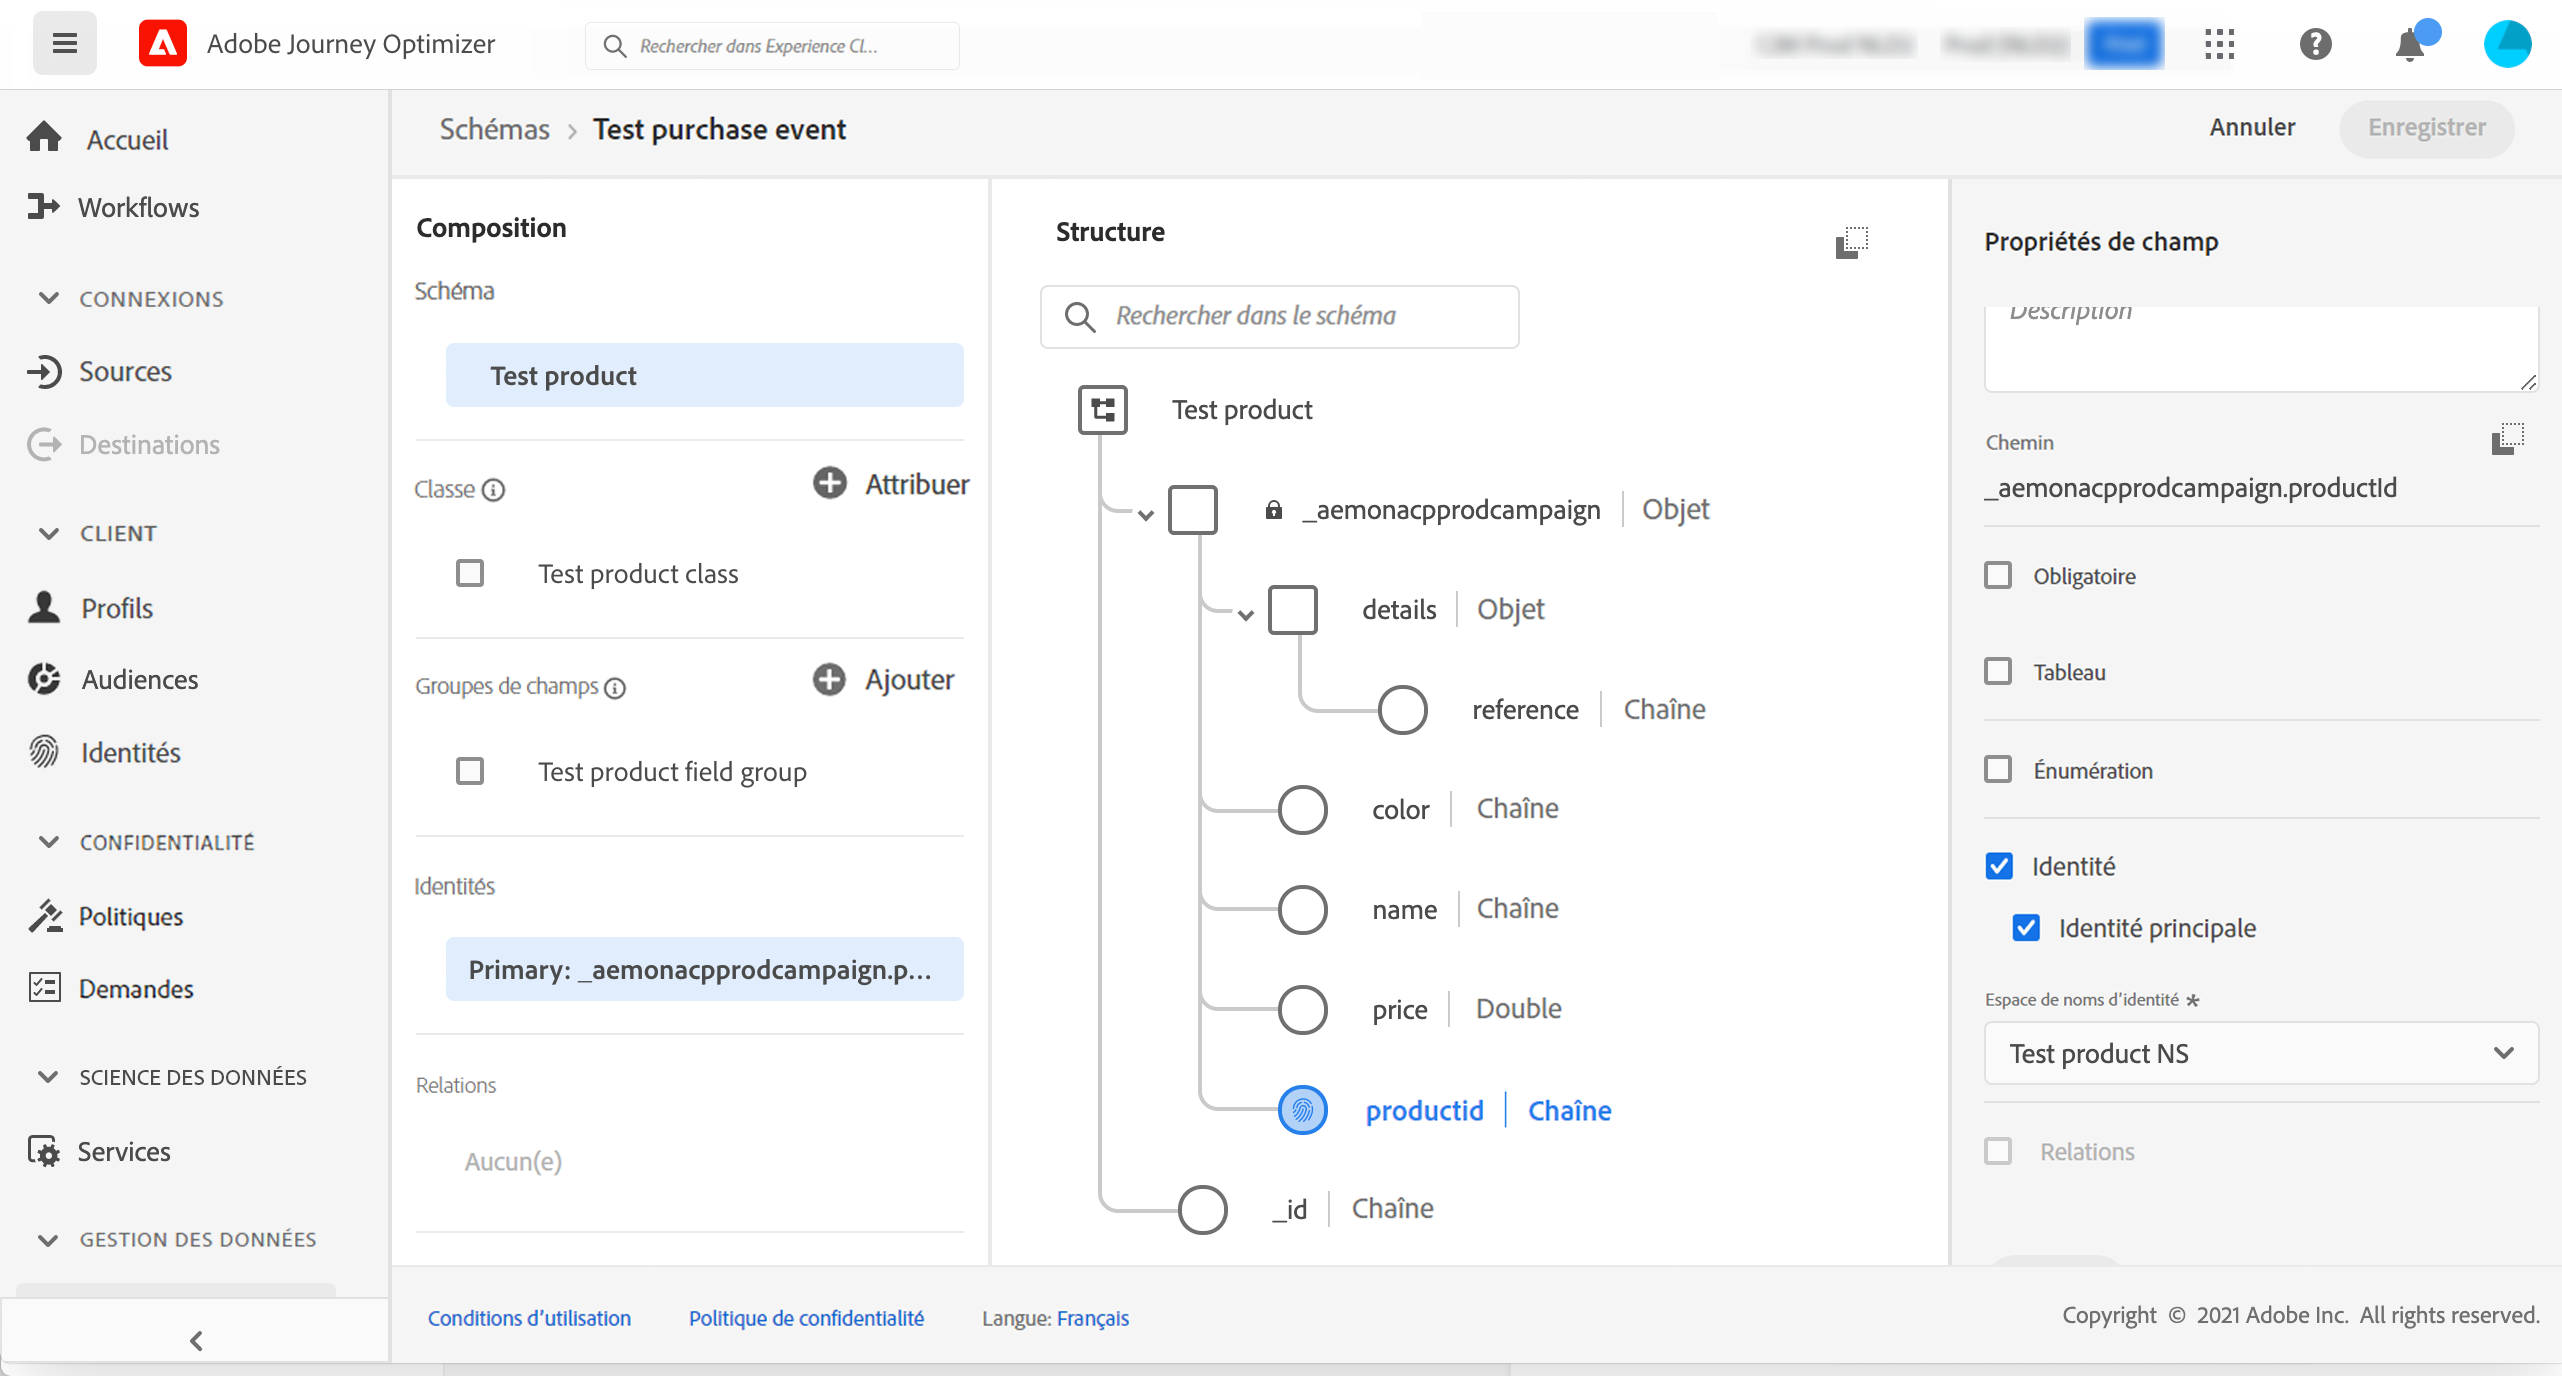 Adobe Journey Optimizer
Rechercher dans Experience Cl...
Accueil
Workflows
CONNEXIONS
Sources
Destinations
CLIENT
Profils
Audiences
Identités
CONFIDENTIALITÉ
Politiques
Demandes
SCIENCE DES DONNÉES
Services
GESTION DES DONNÉES
Schémas > Test purchase event
Annuler
Enregistrer
Composition
Schéma
Test product
Classe
Attribuer
Test product class
Groupes de champs
Ajouter
Test product field group
Identités
Primary: _aemonacpprodcampaign.p...
Relations
Aucun(e)
Structure
Rechercher dans le schéma
Test product
_aemonacpprodcampaign | Objet
details | Objet
reference | Chaîne
color | Chaîne
name | Chaîne
price | Double
productid | Chaîne
_id | Chaîne
Propriétés de champ
Description
Chemin
_aemonacpprodcampaign.productId
Obligatoire
Tableau
Énumération
Identité
Identité principale
Espace de noms d'identité *
Test product NS
Relations
Conditions d'utilisation
Politique de confidentialité
Langue: Français
Copyright © 2021 Adobe Inc. All rights reserved.